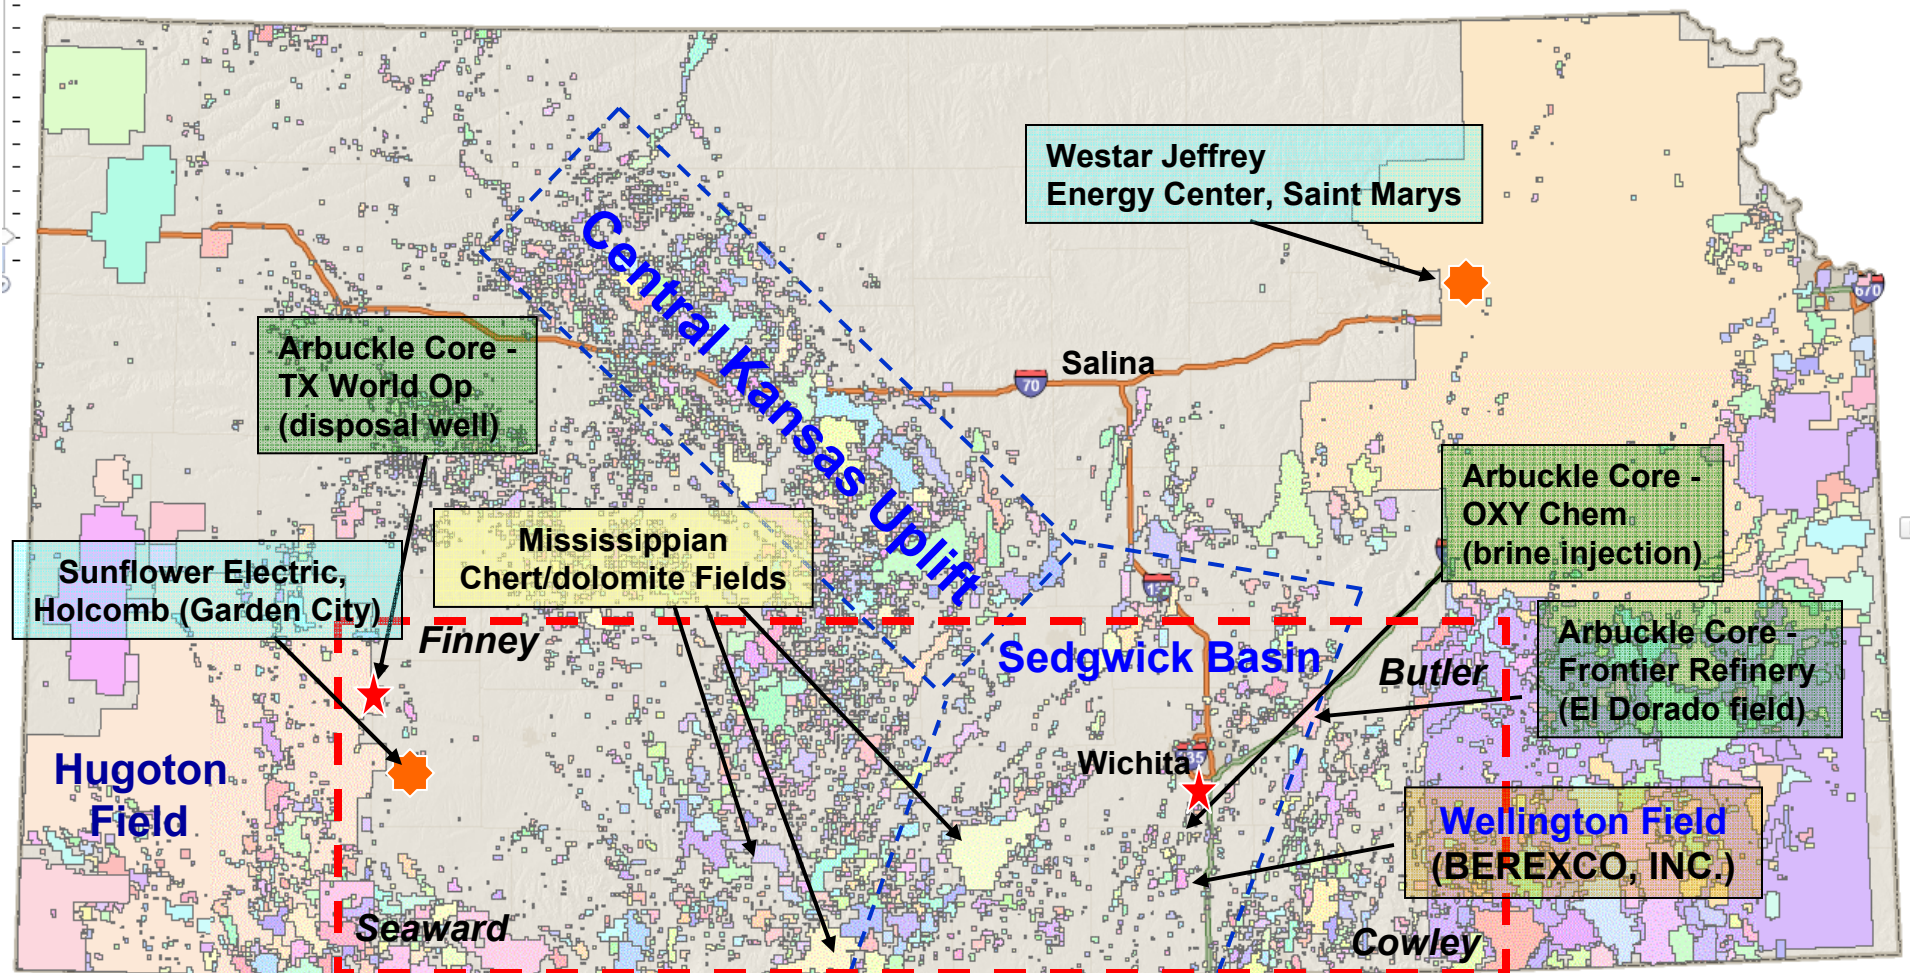 Westar Jeffrey
Energy Center, Saint Marys
Central Kansas Uplift
670
Arbuckle Core -
TX World Op
(disposal well)
Salina
70
Arbuckle Core -
OXY Chem
(brine injection)
Mississippian
Chert/dolomite Fields
Sunflower Electric,
Holcomb (Garden City)
Finney
Sedgwick Basin
Butler
Arbuckle Core -
Frontier Refinery
(El Dorado field)
Hugoton
Field
Wichita
Wellington Field
(BEREXCO, INC.)
Seaward
Cowley